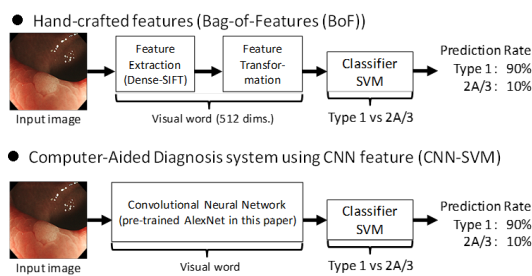 ● Hand-crafted features (Bag-of-Features (BoF))
Feature
Extraction
(Dense-SIFT)
Feature
Transfor-
mation
Classifier
SVM
Prediction Rate
Type 1: 90%
2A/3: 10%
Input image
Visual word (512 dims.)
Type 1 vs 2A/3
● Computer-Aided Diagnosis system using CNN feature (CNN-SVM)
Convolutional Neural Network
(pre-trained AlexNet in this paper)
Classifier
SVM
Prediction Rate
Type 1: 90%
2A/3: 10%
Input image
Visual word
Type 1 vs 2A/3